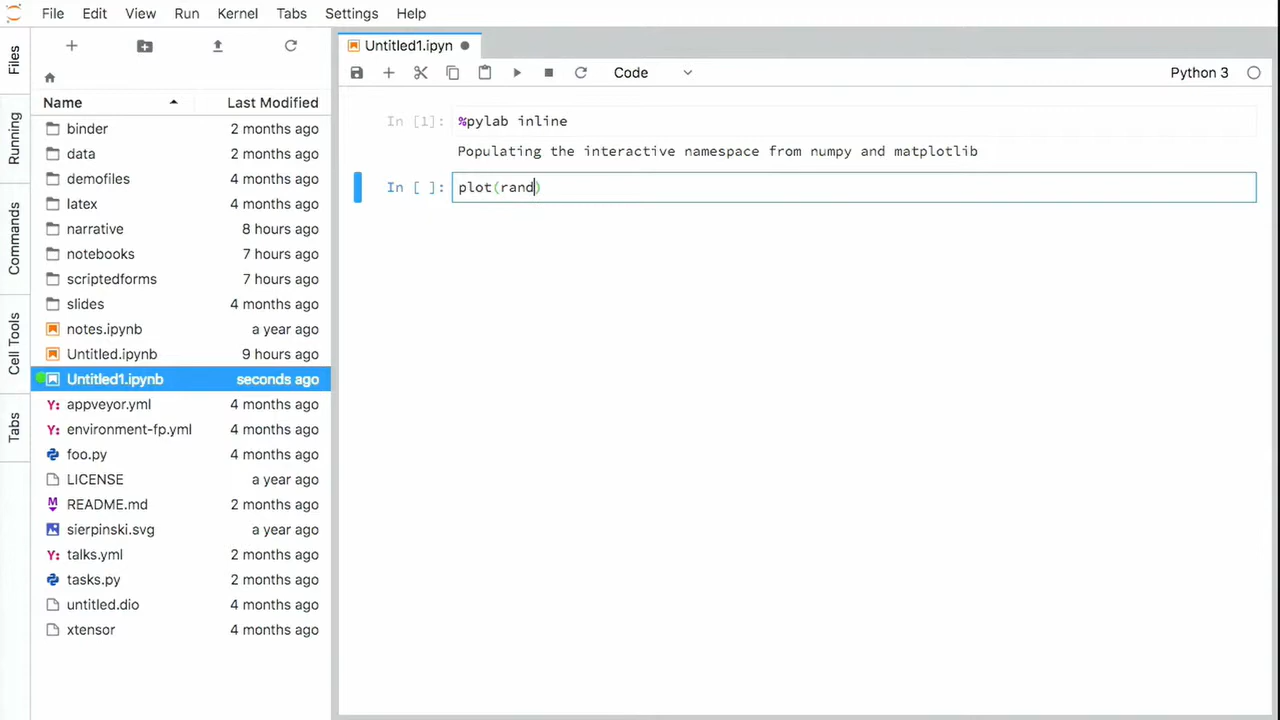 File Edit View Run Kernel Tabs Settings Help
Files
Running
Commands
Cell Tools
Tabs
Name Last Modified
binder 2 months ago
data 2 months ago
demofiles 4 months ago
latex 4 months ago
narrative 8 hours ago
notebooks 7 hours ago
scriptedforms 7 hours ago
slides 4 months ago
notes.ipynb a year ago
Untitled.ipynb 9 hours ago
Untitled1.ipynb seconds ago
Y: appveyor.yml 4 months ago
Y: environment-fp.yml 4 months ago
foo.py 4 months ago
LICENSE a year ago
M README.md 2 months ago
sierpinski.svg a year ago
Y: talks.yml 2 months ago
tasks.py 2 months ago
untitled.dio 4 months ago
xtensor 4 months ago
Untitled1.ipyn
Code Python 3
In [1]: %pylab inline
Populating the interactive namespace from numpy and matplotlib
In [ ]: plot(rand)